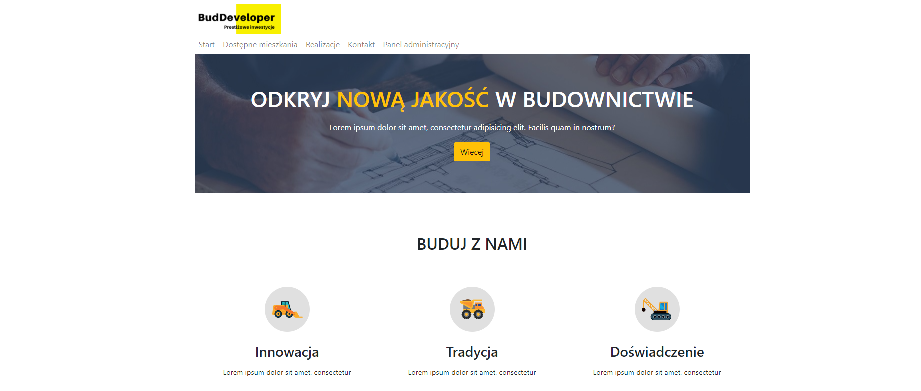 BudDeveloper
Prestiżowe inwestycje
Start Dostępne mieszkania Realizacje Kontakt Panel administracyjny
ODKRYJ NOWĄ JAKOŚĆ W BUDOWNICTWIE
Lorem ipsum dolor sit amet, consectetur adipisicing elit. Facilis quam in nostrum?
Więcej
BUDUJ Z NAMI
Innowacja Tradycja Doświadczenie
Lorem ipsum dolor sit amet, consectetur Lorem ipsum dolor sit amet, consectetur Lorem ipsum dolor sit amet, consectetur